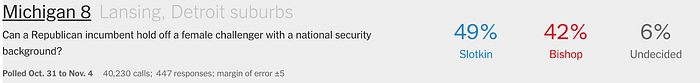 Michigan 8 Lansing, Detroit suburbs
Can a Republican incumbent hold off a female challenger with a national security
background?
49% 42% 6%
Slotkin Bishop Undecided
Polled Oct. 31 to Nov. 4 40,230 calls; 447 responses; margin of error ±5